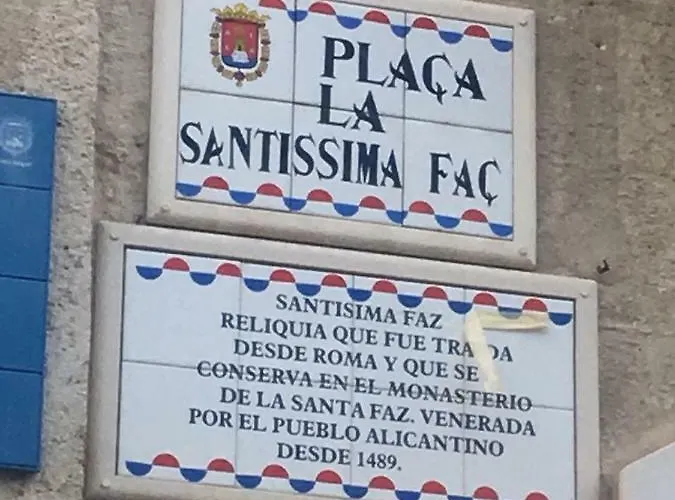 PLAÇA
LA
SANTISSIMA FAÇ
SANTISIMA FAZ
RELIQUIA QUE FUE TRAIDA
DESDE ROMA Y QUE SE
CONSERVA EN EL MONASTERIO
DE LA SANTA FAZ. VENERADA
POR EL PUEBLO ALICANTINO
DESDE 1489.